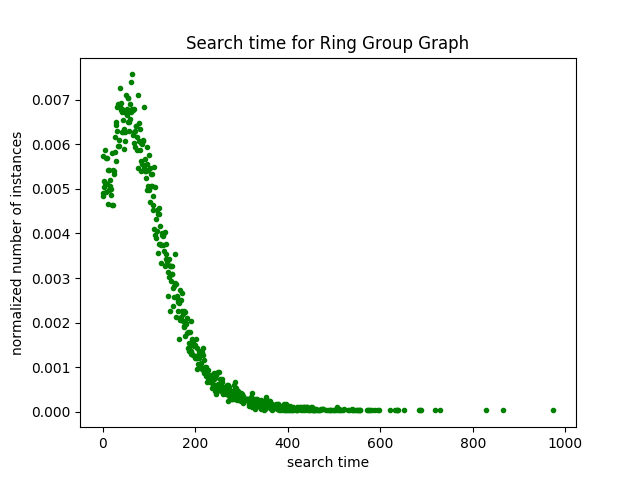 Search time for Ring Group Graph
normalized number of instances
0.007
0.006
0.005
0.004
0.003
0.002
0.001
0.000
0 200 400 600 800 1000
search time